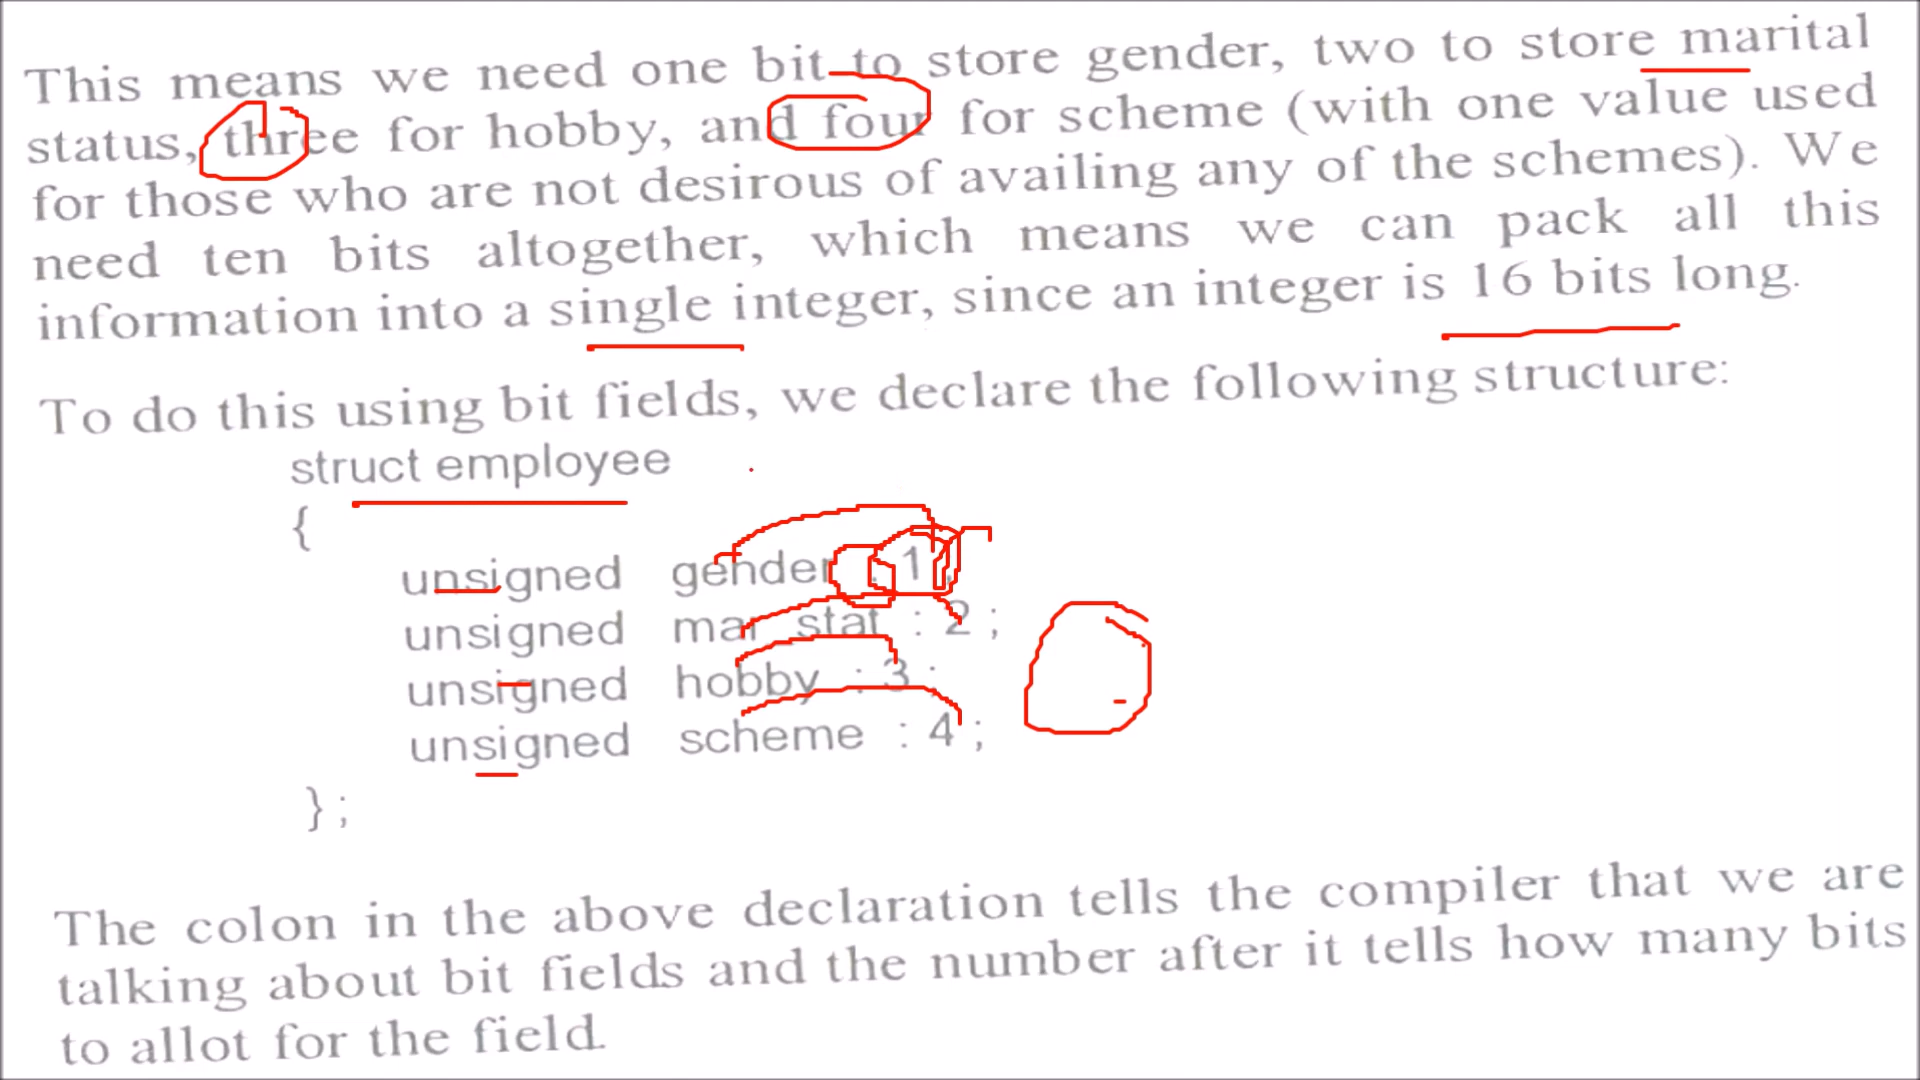 This means we need one bit to store gender, two to store marital
status, three for hobby, and four for scheme (with one value used
for those who are not desirous of availing any of the schemes). We
need ten bits altogether, which means we can pack all this
information into a single integer, since an integer is 16 bits long.
To do this using bit fields, we declare the following structure:
struct employee
{
unsigned gender : 1 ;
unsigned mar_stat : 2 ;
unsigned hobby : 3 ;
unsigned scheme : 4 ;
} ;
The colon in the above declaration tells the compiler that we are
talking about bit fields and the number after it tells how many bits
to allot for the field.